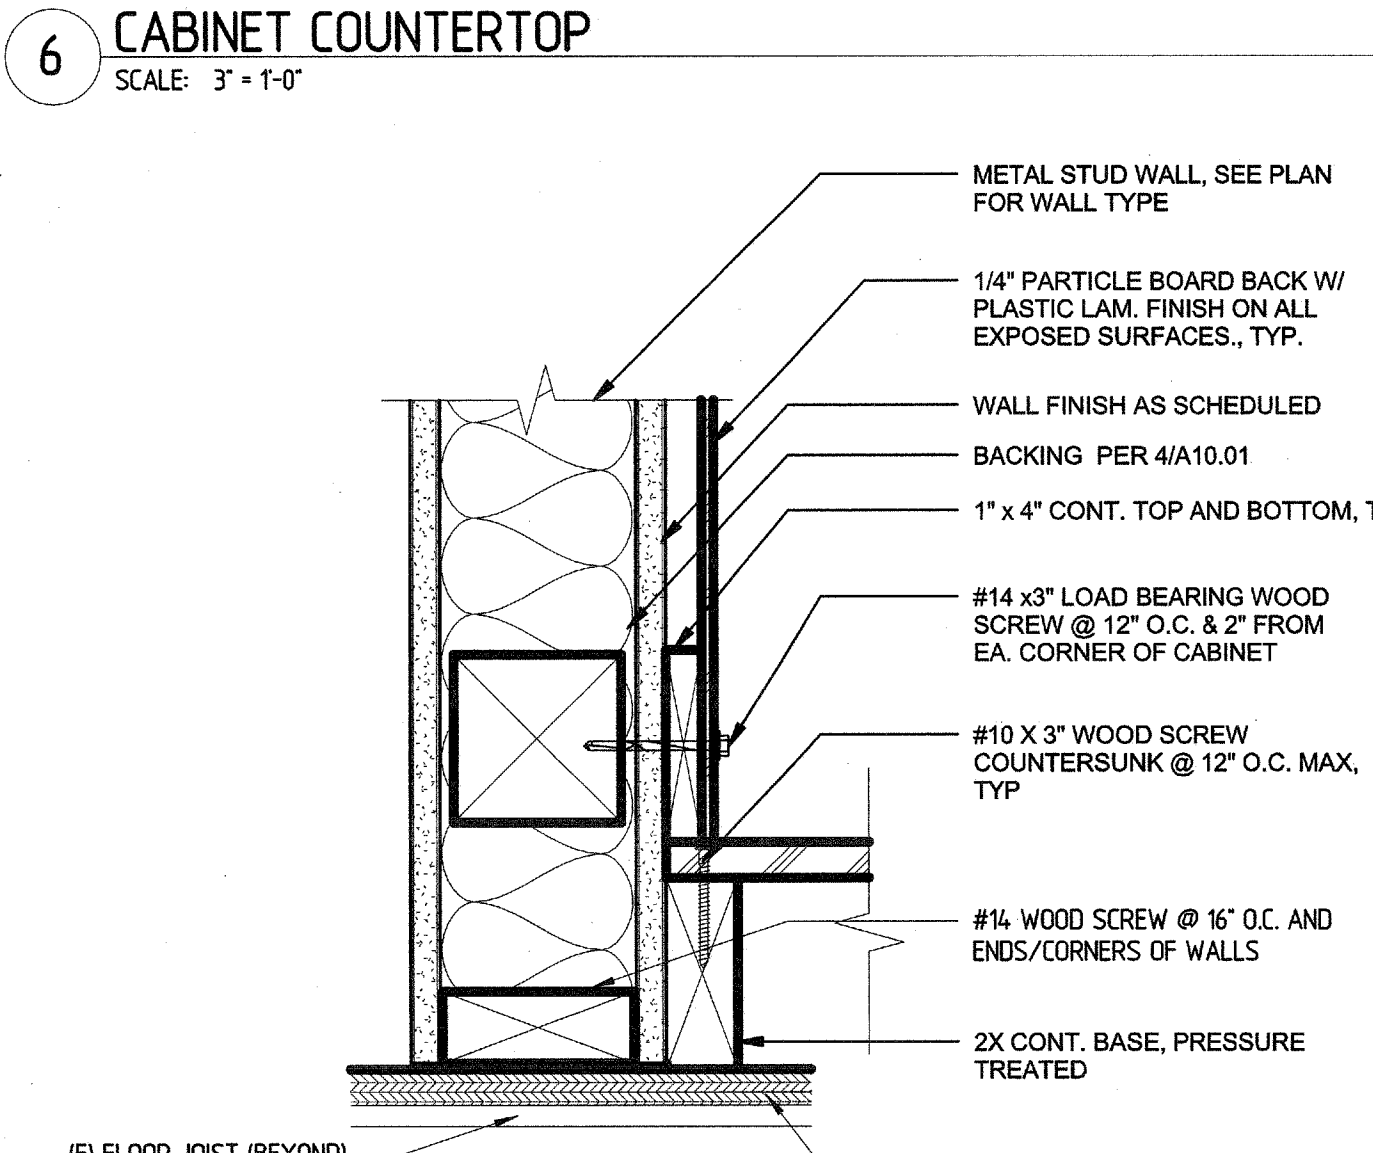 6
CABINET COUNTERTOP
SCALE: 3" = 1'-0"
METAL STUD WALL, SEE PLAN
FOR WALL TYPE
1/4" PARTICLE BOARD BACK W/
PLASTIC LAM. FINISH ON ALL
EXPOSED SURFACES., TYP.
WALL FINISH AS SCHEDULED
BACKING PER 4/A10.01
1" x 4" CONT. TOP AND BOTTOM,
#14 x3" LOAD BEARING WOOD
SCREW @ 12" O.C. & 2" FROM
EA. CORNER OF CABINET
#10 X 3" WOOD SCREW
COUNTERSUNK @ 12" O.C. MAX,
TYP
#14 WOOD SCREW @ 16" O.C. AND
ENDS/CORNERS OF WALLS
2X CONT. BASE, PRESSURE
TREATED
(E) FLOOR JOIST (BEYOND)